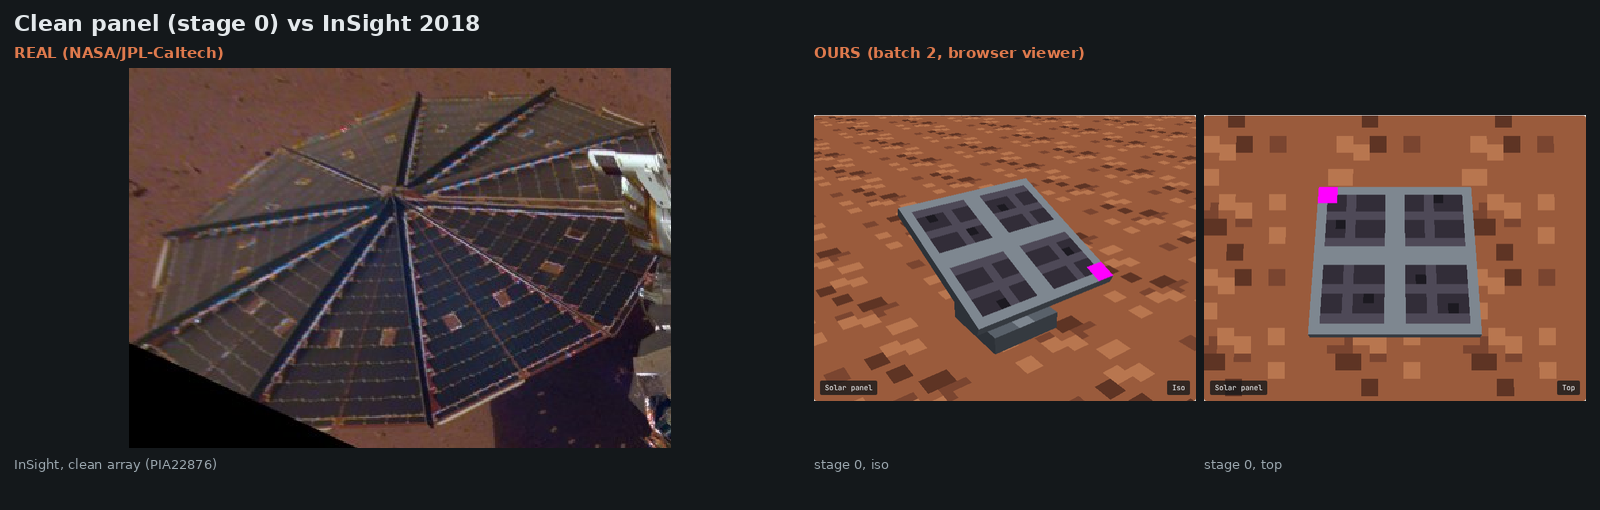 Clean panel (stage 0) vs InSight 2018
REAL (NASA/JPL-Caltech)
OURS (batch 2, browser viewer)
Solar panel
Iso
Solar panel
Top
InSight, clean array (PIA22876)
stage 0, iso
stage 0, top